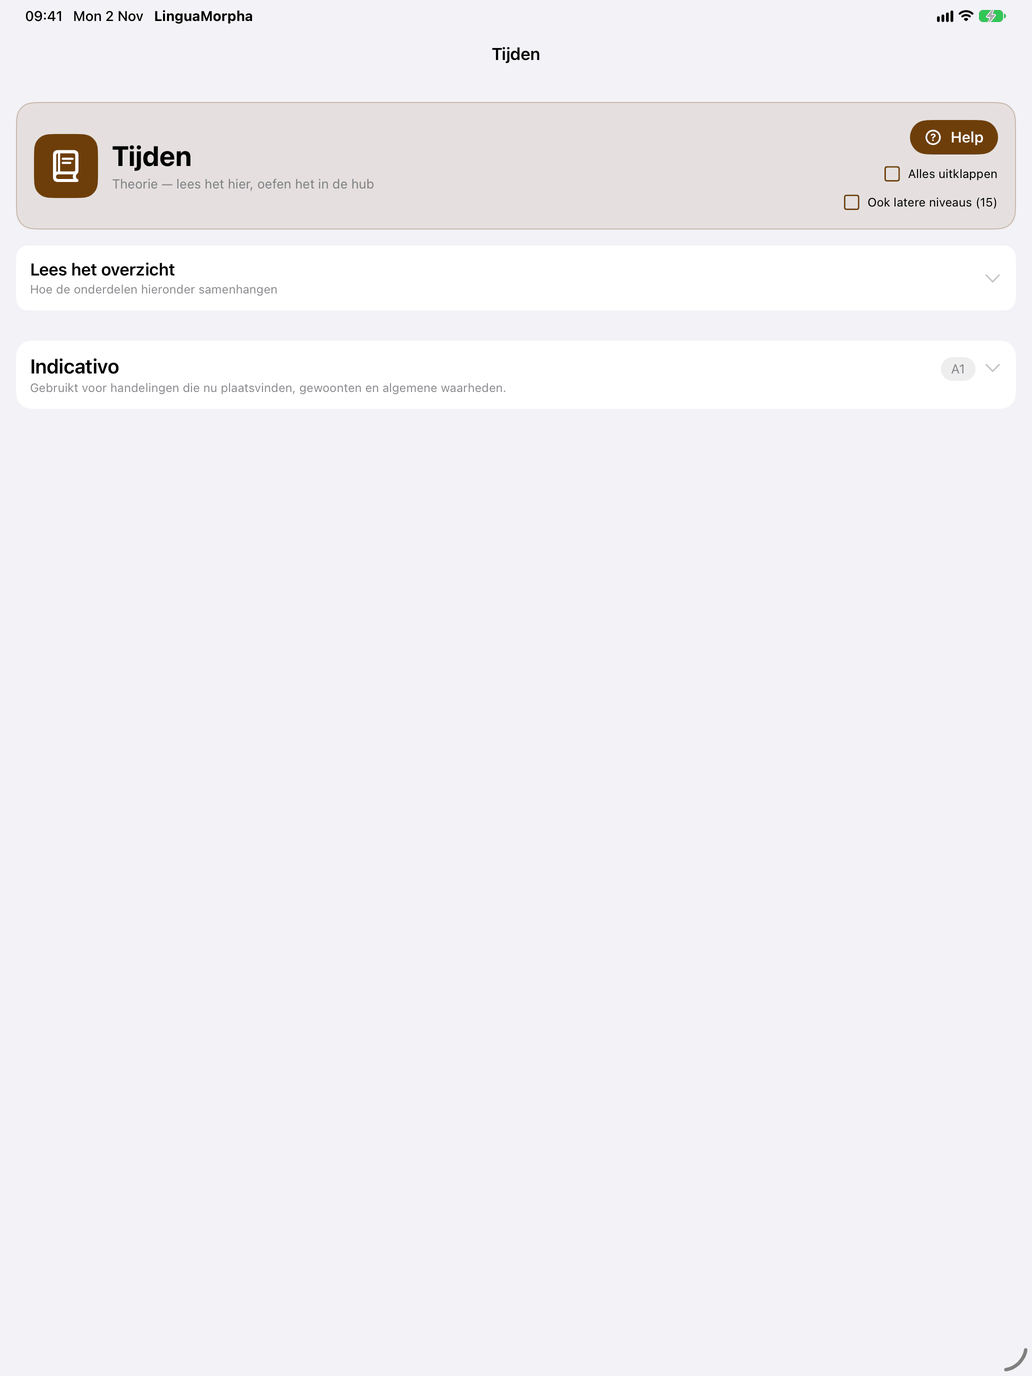 09:41 Mon 2 Nov LinguaMorpha
Tijden
Tijden
Theorie — lees het hier, oefen het in de hub
Help
Alles uitklappen
Ook latere niveaus (15)
Lees het overzicht
Hoe de onderdelen hieronder samenhangen
Indicativo
A1
Gebruikt voor handelingen die nu plaatsvinden, gewoonten en algemene waarheden.